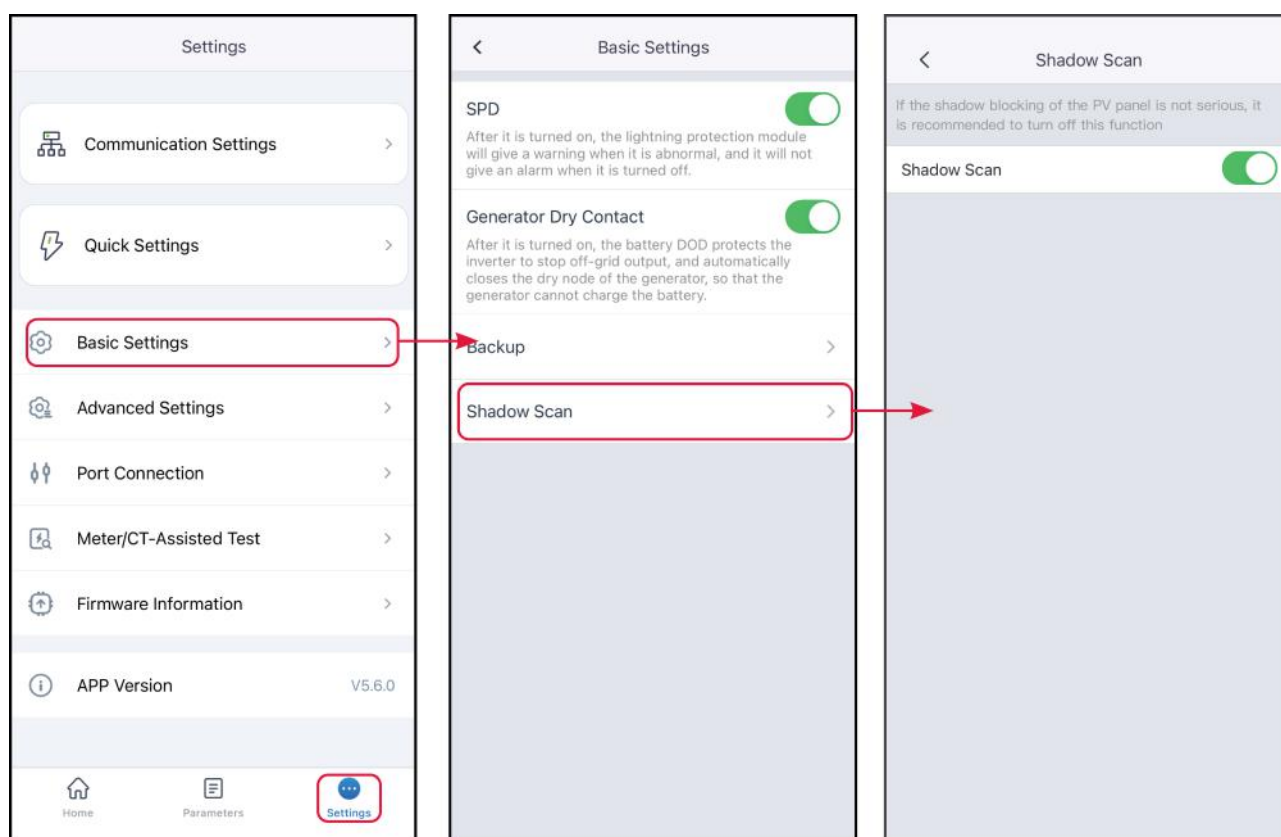 Settings
Communication Settings
Quick Settings
Basic Settings
Advanced Settings
Port Connection
Meter/CT-Assisted Test
Firmware Information
APP Version V5.6.0
Home Parameters Settings
Basic Settings
SPD
After it is turned on, the lightning protection module
will give a warning when it is abnormal, and it will not
give an alarm when it is turned off.
Generator Dry Contact
After it is turned on, the battery DOD protects the
inverter to stop off-grid output, and automatically
closes the dry node of the generator, so that the
generator cannot charge the battery.
Backup
Shadow Scan
Shadow Scan
If the shadow blocking of the PV panel is not serious, it
is recommended to turn off this function
Shadow Scan